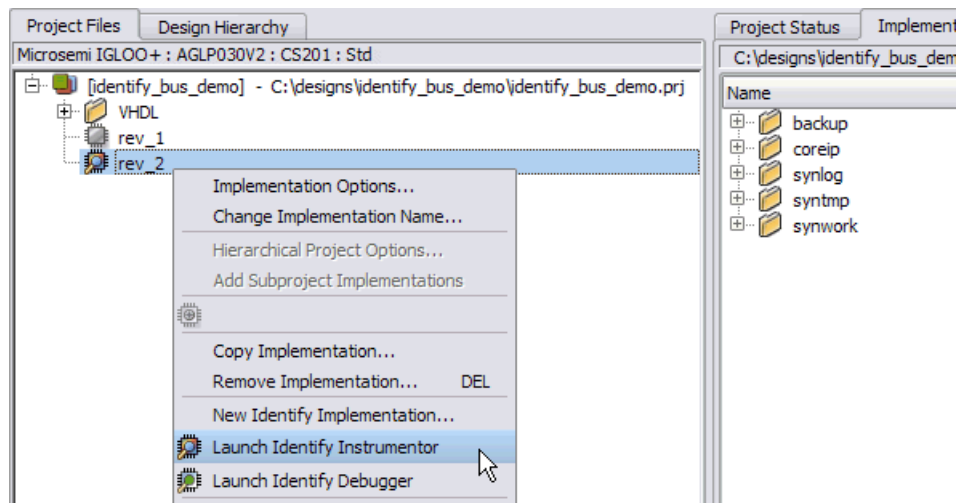 Project Files
Design Hierarchy
Microsemi IGLOO+ : AGLP030V2 : CS201 : Std
[identify_bus_demo] - C:\designs\identify_bus_demo\identify_bus_demo.prj
VHDL
rev_1
rev_2
Implementation Options...
Change Implementation Name...
Hierarchical Project Options...
Add Subproject Implementations
Copy Implementation...
Remove Implementation... DEL
New Identify Implementation...
Launch Identify Instrumentor
Launch Identify Debugger
Project Status
Implement
C:\designs\identify_bus_dem
Name
backup
coreip
synlog
syntmp
synwork